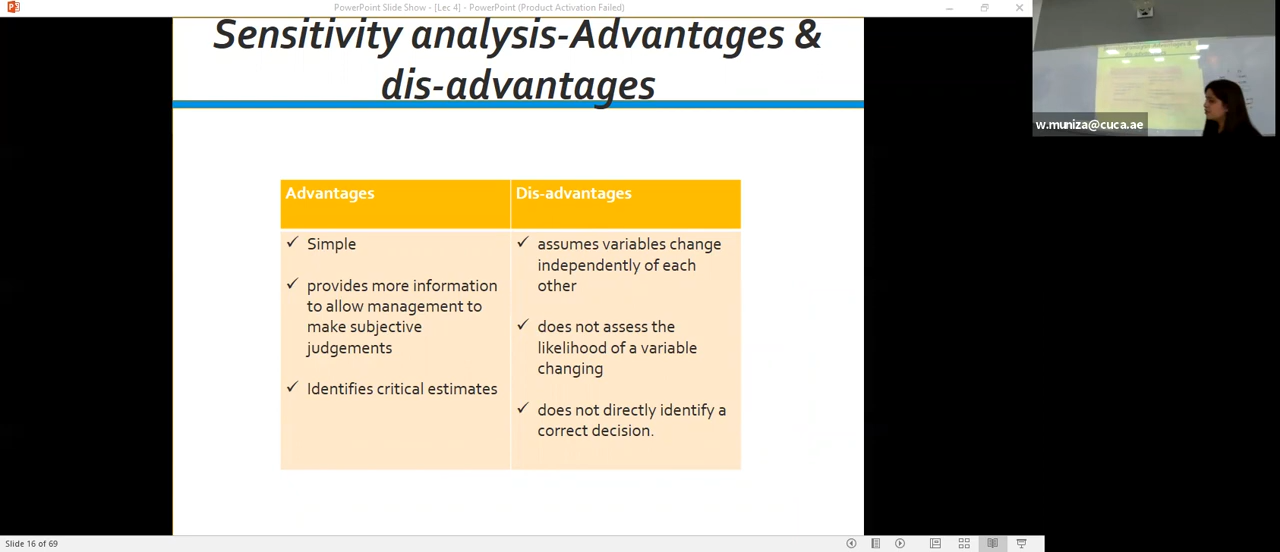 PowerPoint Slide Show - [Lec 4] - PowerPoint (Product Activation Failed)
Sensitivity analysis-Advantages &
dis-advantages
w.muniza@cuca.ae
Advantages
Dis-advantages
✓ Simple
✓ provides more information
to allow management to
make subjective
judgements
✓ Identifies critical estimates
✓ assumes variables change
independently of each
other
✓ does not assess the
likelihood of a variable
changing
✓ does not directly identify a
correct decision.
Slide 16 of 69